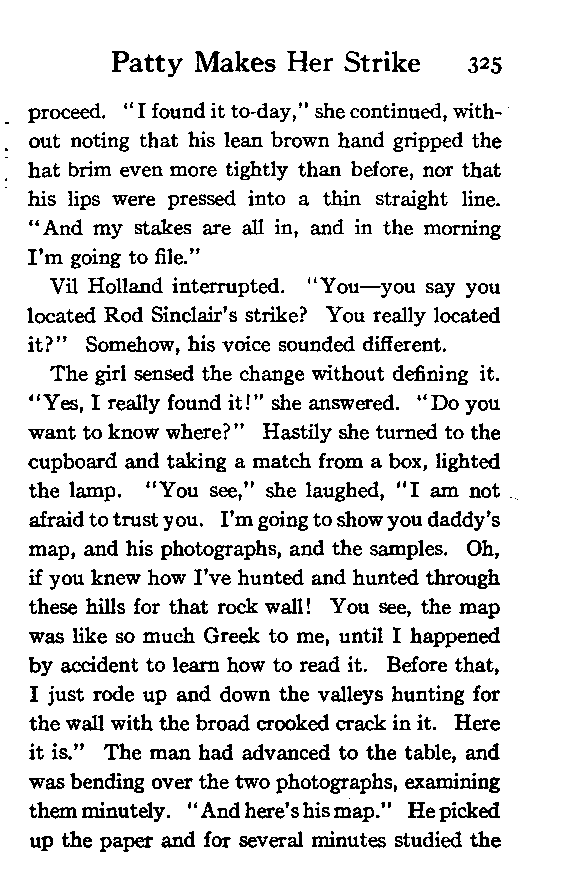 Patty Makes Her Strike 325
proceed. "I found it to-day," she continued, with-
out noting that his lean brown hand gripped the
hat brim even more tightly than before, nor that
his lips were pressed into a thin straight line.
"And my stakes are all in, and in the morning
I'm going to file."
Vil Holland interrupted. "You—you say you
located Rod Sinclair's strike? You really located
it?" Somehow, his voice sounded different.
The girl sensed the change without defining it.
"Yes, I really found it!" she answered. "Do you
want to know where?" Hastily she turned to the
cupboard and taking a match from a box, lighted
the lamp. "You see," she laughed, "I am not
afraid to trust you. I'm going to show you daddy's
map, and his photographs, and the samples. Oh,
if you knew how I've hunted and hunted through
these hills for that rock wall! You see, the map
was like so much Greek to me, until I happened
by accident to learn how to read it. Before that,
I just rode up and down the valleys hunting for
the wall with the broad crooked crack in it. Here
it is." The man had advanced to the table, and
was bending over the two photographs, examining
them minutely. "And here's his map." He picked
up the paper and for several minutes studied the